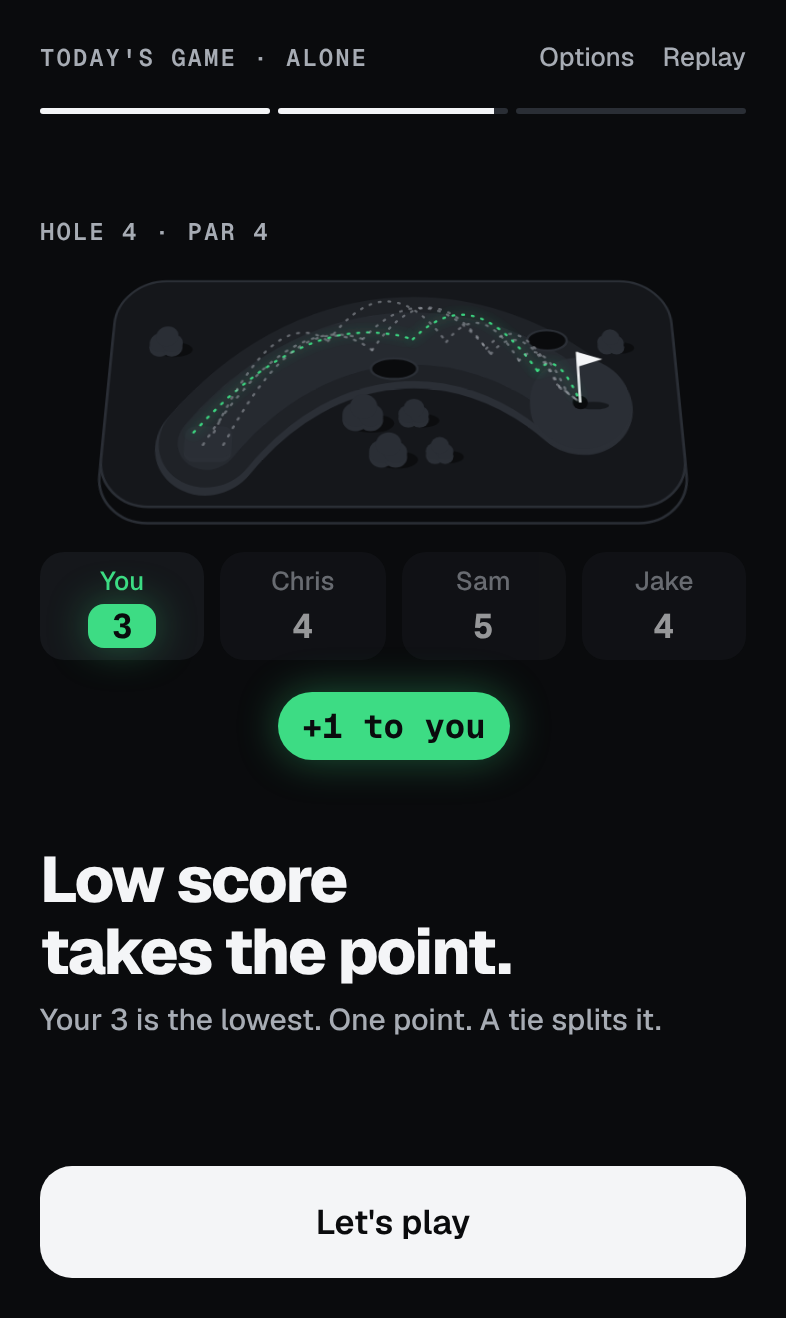 TODAY'S GAME · ALONE
Options
Replay
HOLE 4 · PAR 4
You
Chris
Sam
Jake
3
4
5
4
+1 to you
Low score
takes the point.
Your 3 is the lowest. One point. A tie splits it.
Let's play